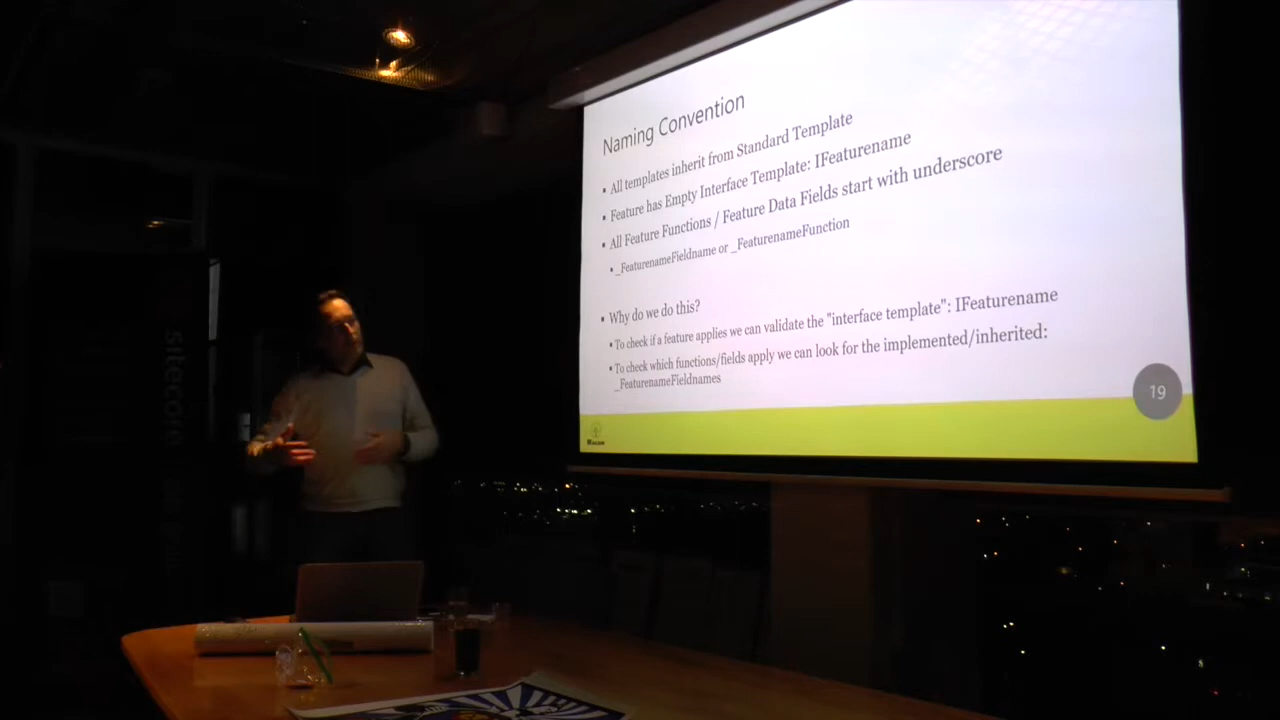 Naming Convention
All templates inherit from Standard Template
Feature has Empty Interface Template: IFeaturename
All Feature Functions / Feature Data Fields start with underscore
_FeaturenameFieldname or _FeaturenameFunction
Why do we do this?
To check if a feature applies we can validate the "interface template": IFeaturename
To check which functions/fields apply we can look for the implemented/inherited:
_FeaturenameFieldnames
19
sitecore